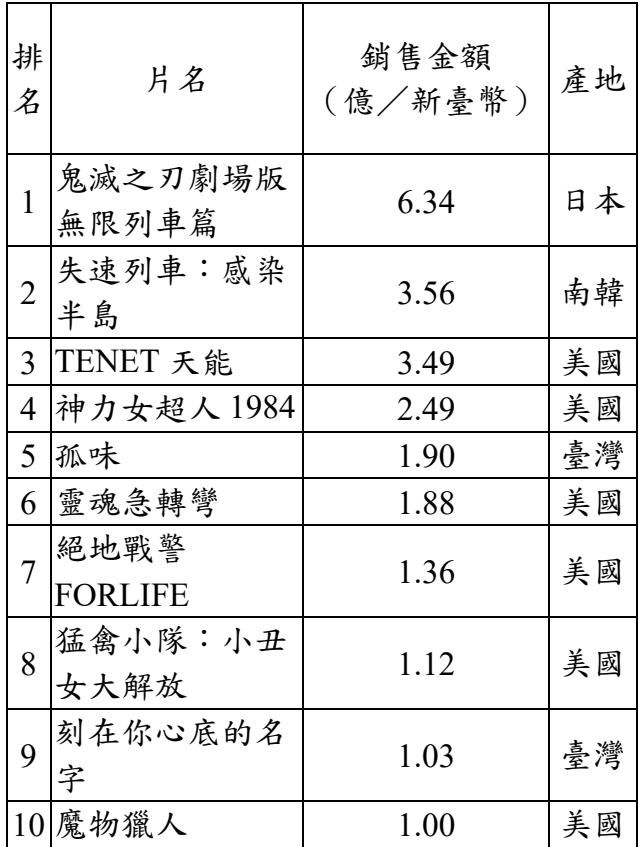 排名 片名 銷售金額（億／新臺幣） 產地
1 鬼滅之刃劇場版無限列車篇 6.34 日本
2 失速列車：感染半島 3.56 南韓
3 TENET 天能 3.49 美國
4 神力女超人 1984 2.49 美國
5 孤味 1.90 臺灣
6 靈魂急轉彎 1.88 美國
7 絕地戰警 FORLIFE 1.36 美國
8 猛禽小隊：小丑女大解放 1.12 美國
9 刻在你心底的名字 1.03 臺灣
10 魔物獵人 1.00 美國